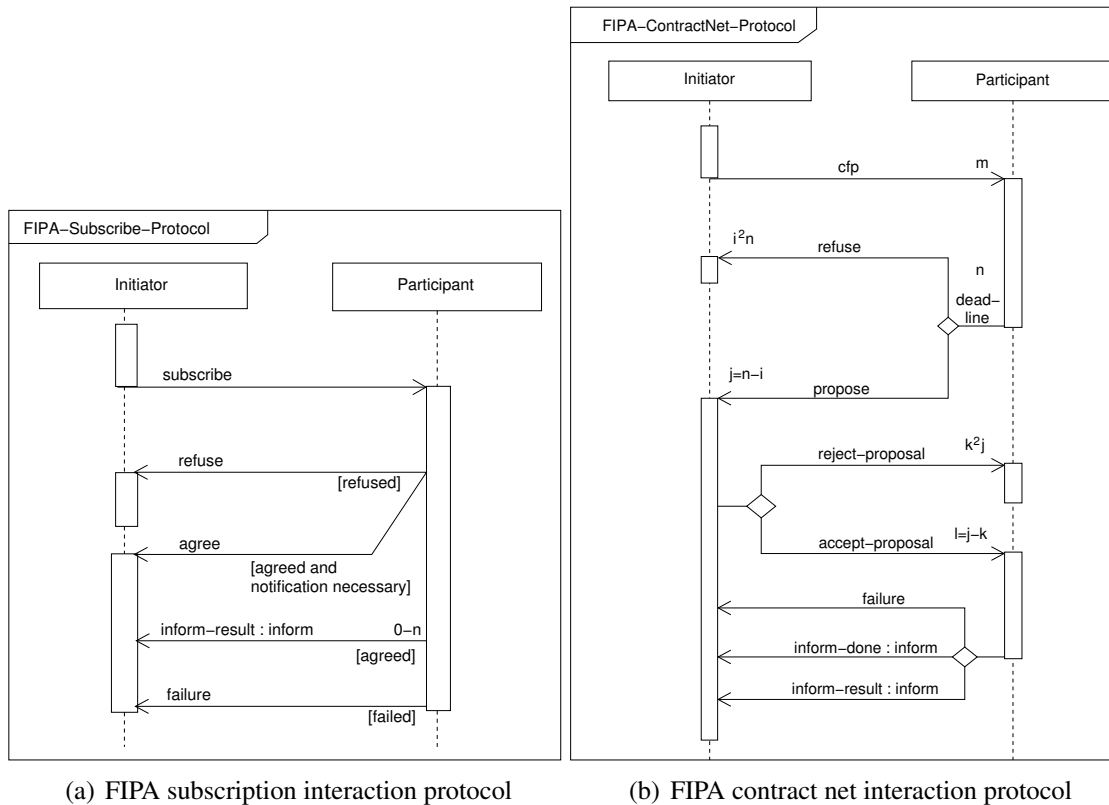 FIPA−Subscribe−Protocol
Initiator
Participant
subscribe
refuse
[refused]
agree
[agreed and
notification necessary]
inform−result : inform
0−n
[agreed]
failure
[failed]
(a) FIPA subscription interaction protocol
FIPA−ContractNet−Protocol
Initiator
Participant
cfp
m
i²n
refuse
n
dead−
line
j=n−i
propose
reject−proposal
k²j
accept−proposal
l=j−k
failure
inform−done : inform
inform−result : inform
(b) FIPA contract net interaction protocol